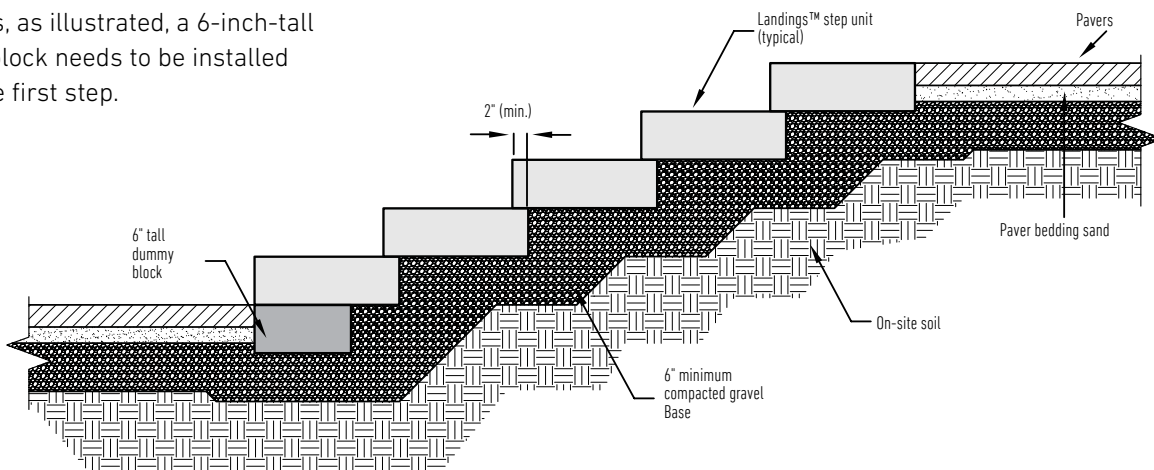 s, as illustrated, a 6-inch-tall
lock needs to be installed
e first step.
Landings™ step unit
(typical)
Pavers
2" (min.)
6" tall
dummy
block
Paver bedding sand
On-site soil
6" minimum
compacted gravel
Base